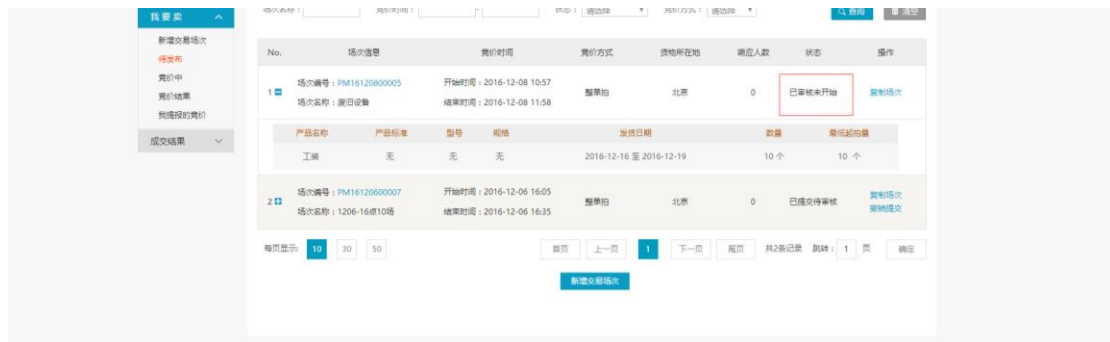 我要卖
场次名称： 竞价时间： - 状态： 请选择 竞价方式： 请选择 查询 清空
新增交易场次
待发布
竞价中
竞价结果
我提报的竞价
成交结果
No. 场次信息 竞价时间 竞价方式 货物所在地 响应人数 状态 操作
1 场次编号：PM16120800005 开始时间：2016-12-08 10:57 整单拍 北京 0 已审核未开始 复制场次
场次名称：废旧设备 结束时间：2016-12-08 11:58
产品名称 产品标准 型号 规格 发货日期 数量 最低起拍量
工装 无 无 无 2016-12-16 至 2016-12-19 10 个 10 个
2 场次编号：PM16120600007 开始时间：2016-12-06 16:05 整单拍 北京 0 已提交待审核 复制场次
场次名称：1206-16点10场 结束时间：2016-12-06 16:35 撤销提交
每页显示: 10 30 50 首页 上一页 1 下一页 尾页 共2条记录 跳转： 1 页 确定
新增交易场次